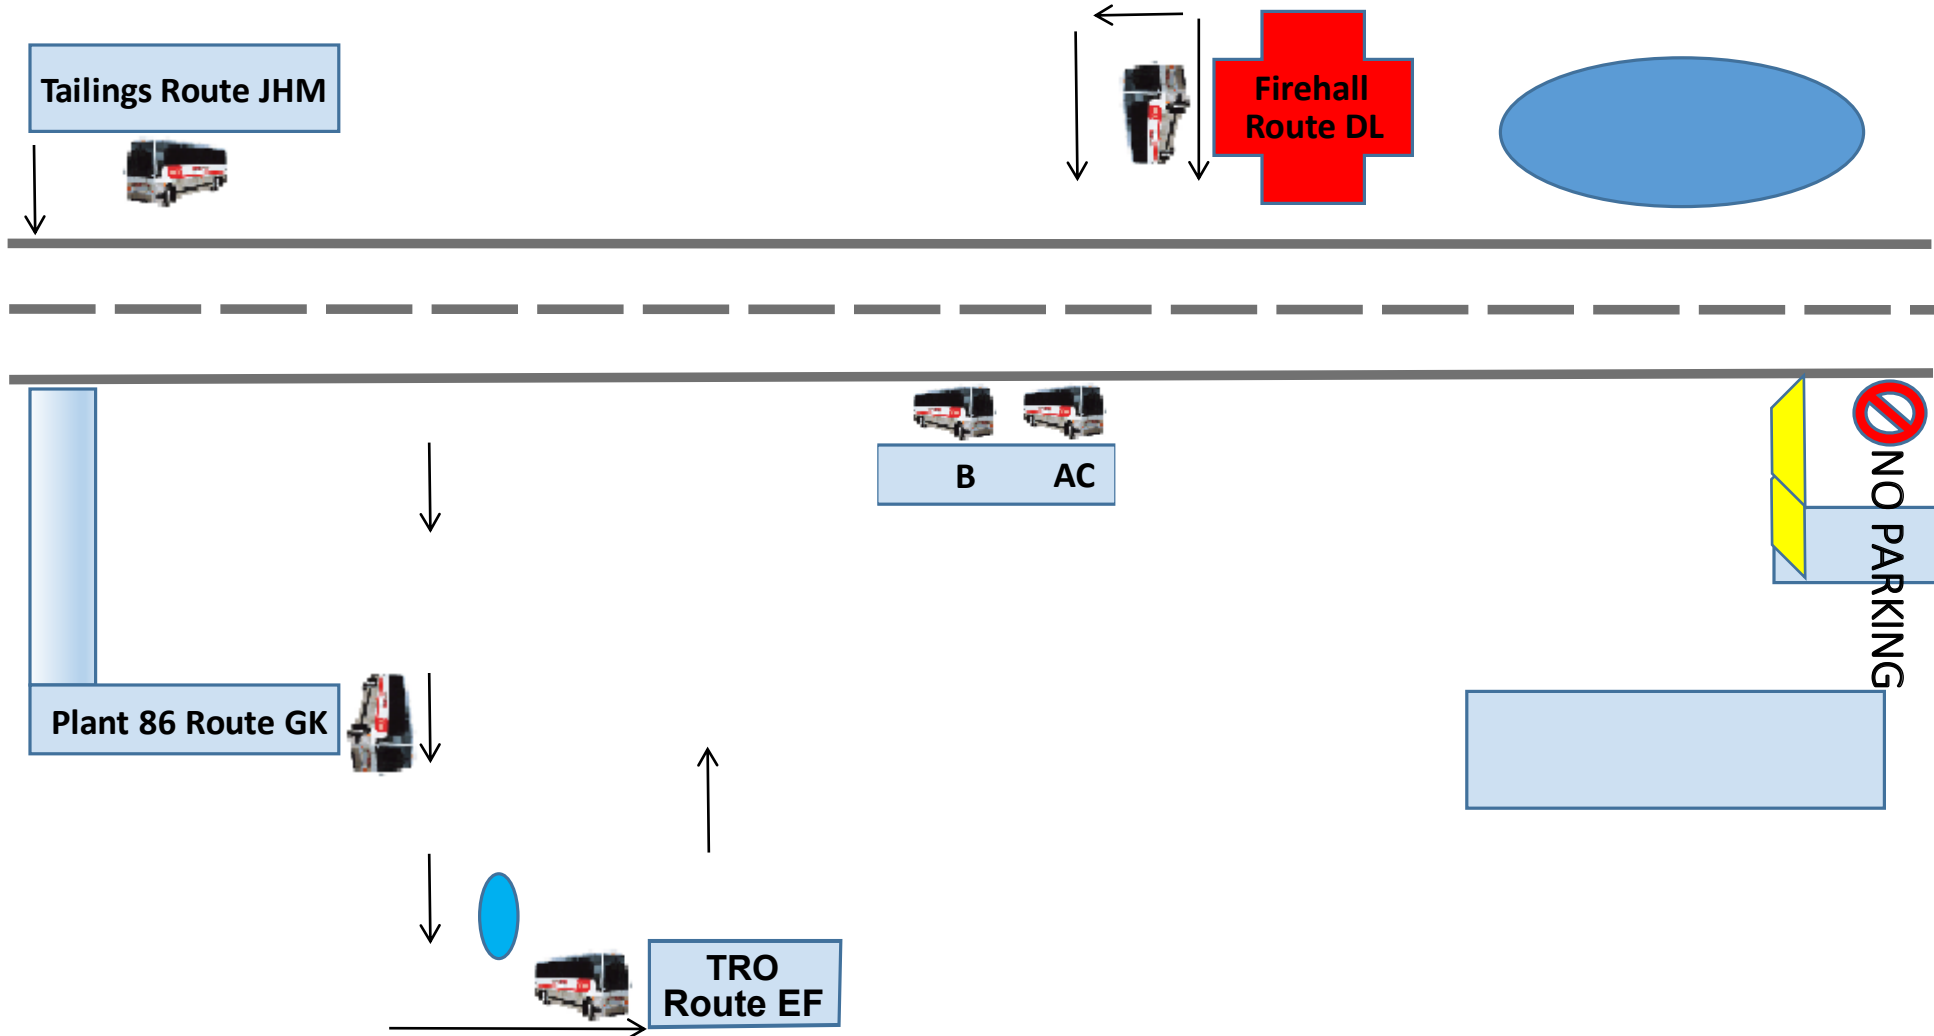 Tailings Route JHM
Firehall
Route DL
B
AC
NO PARKING
Plant 86 Route GK
TRO
Route EF